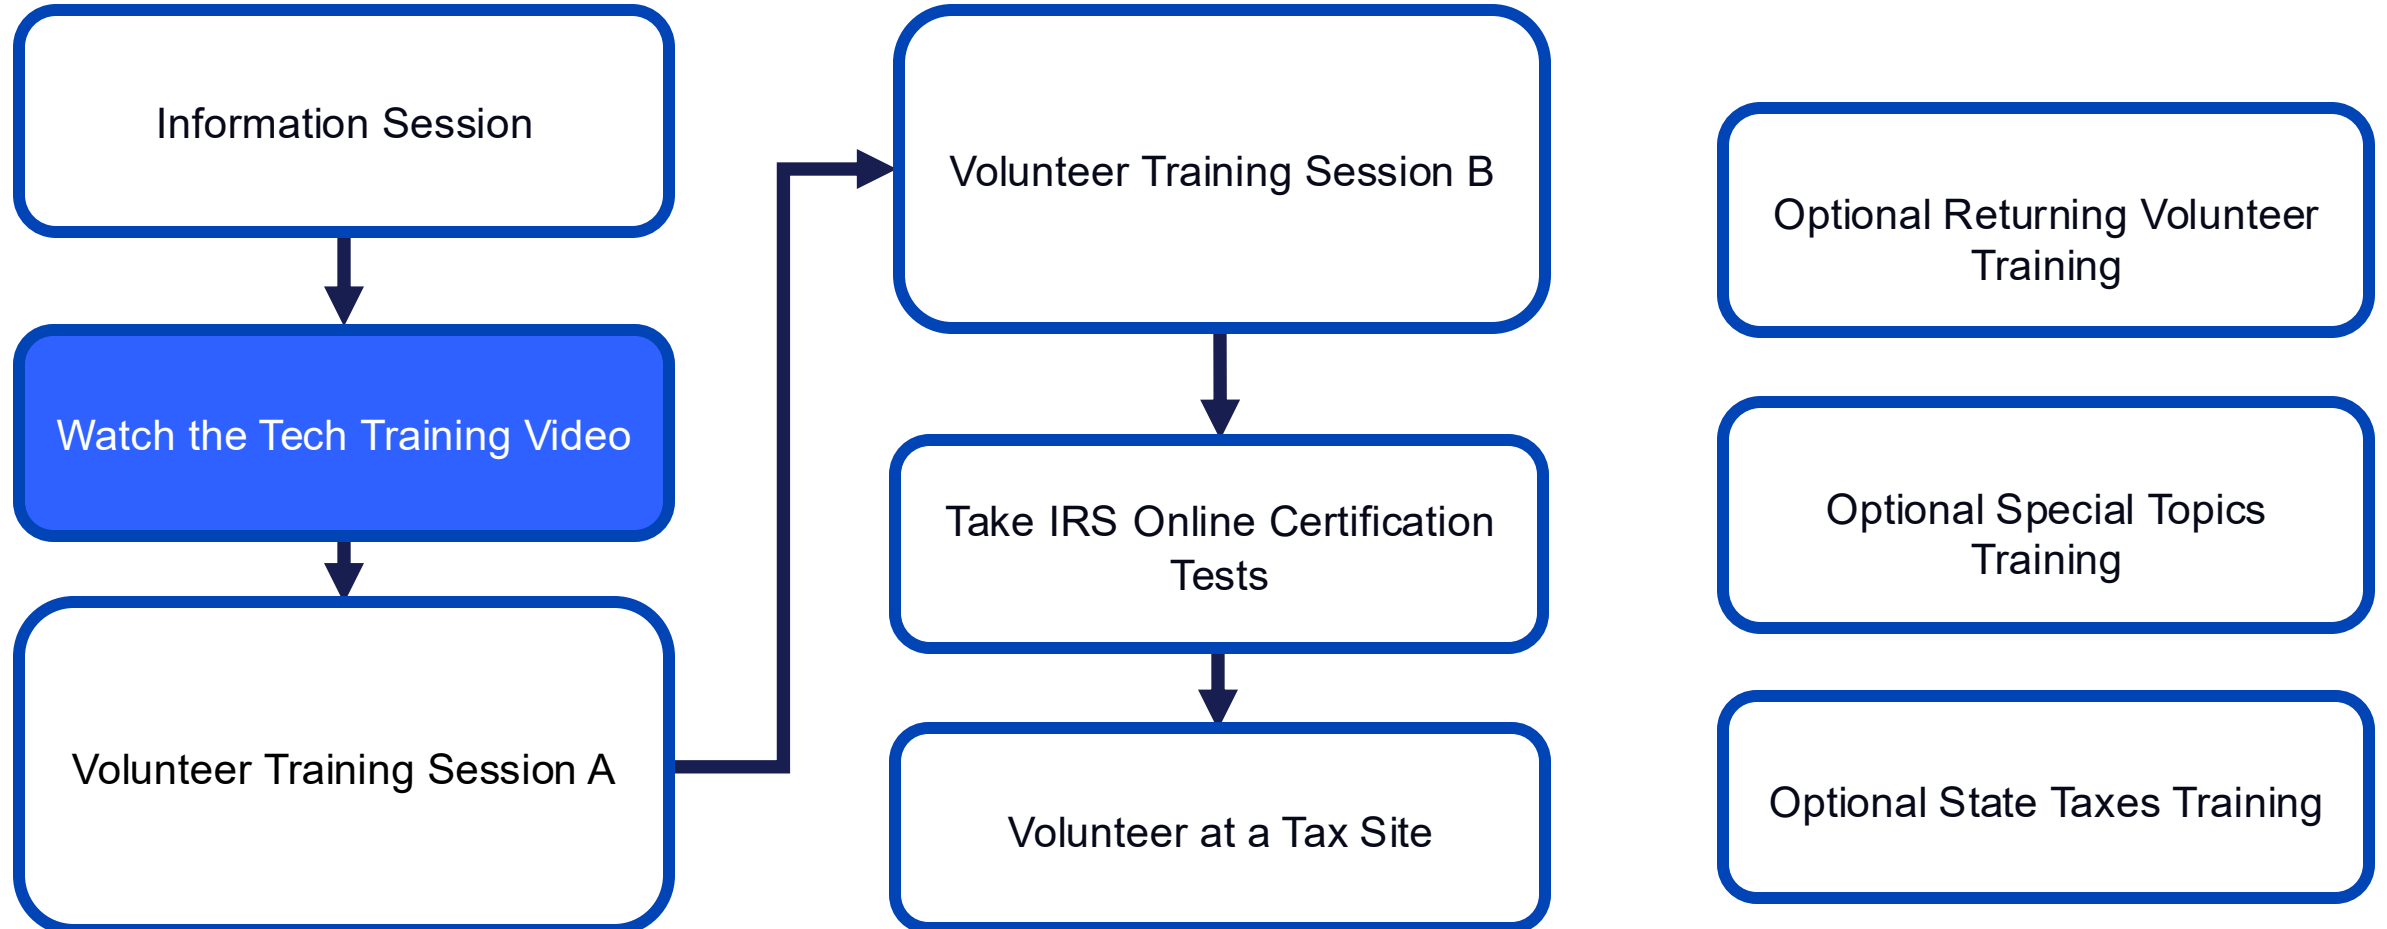 Information Session
Watch the Tech Training Video
Volunteer Training Session A
Volunteer Training Session B
Take IRS Online Certification
Tests
Volunteer at a Tax Site
Optional Returning Volunteer
Training
Optional Special Topics
Training
Optional State Taxes Training